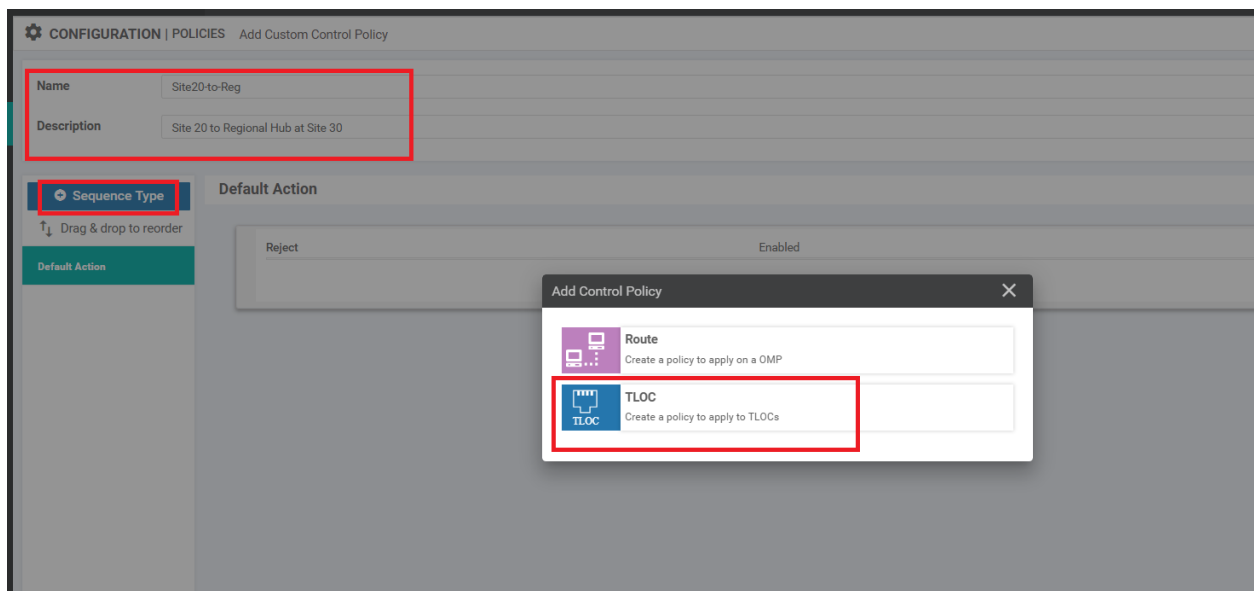 CONFIGURATION | POLICIES Add Custom Control Policy
Name Site20-to-Reg
Description Site 20 to Regional Hub at Site 30
Sequence Type
Default Action
Drag & drop to reorder
Reject Enabled
Default Action
Add Control Policy
Route
Create a policy to apply on a OMP
TLOC
TLOC
Create a policy to apply to TLOCs